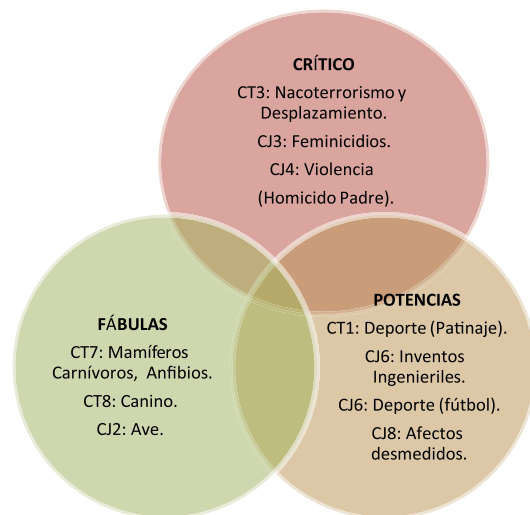 CRÍTICO
CT3: Nacoterrorismo y
Desplazamiento.
CJ3: Feminicidios.
CJ4: Violencia
(Homicido Padre).
FÁBULAS
CT7: Mamíferos
Carnívoros, Anfibios.
CT8: Canino.
CJ2: Ave.
POTENCIAS
CT1: Deporte (Patinaje).
CJ6: Inventos
Ingenieriles.
CJ6: Deporte (fútbol).
CJ8: Afectos
desmedidos.